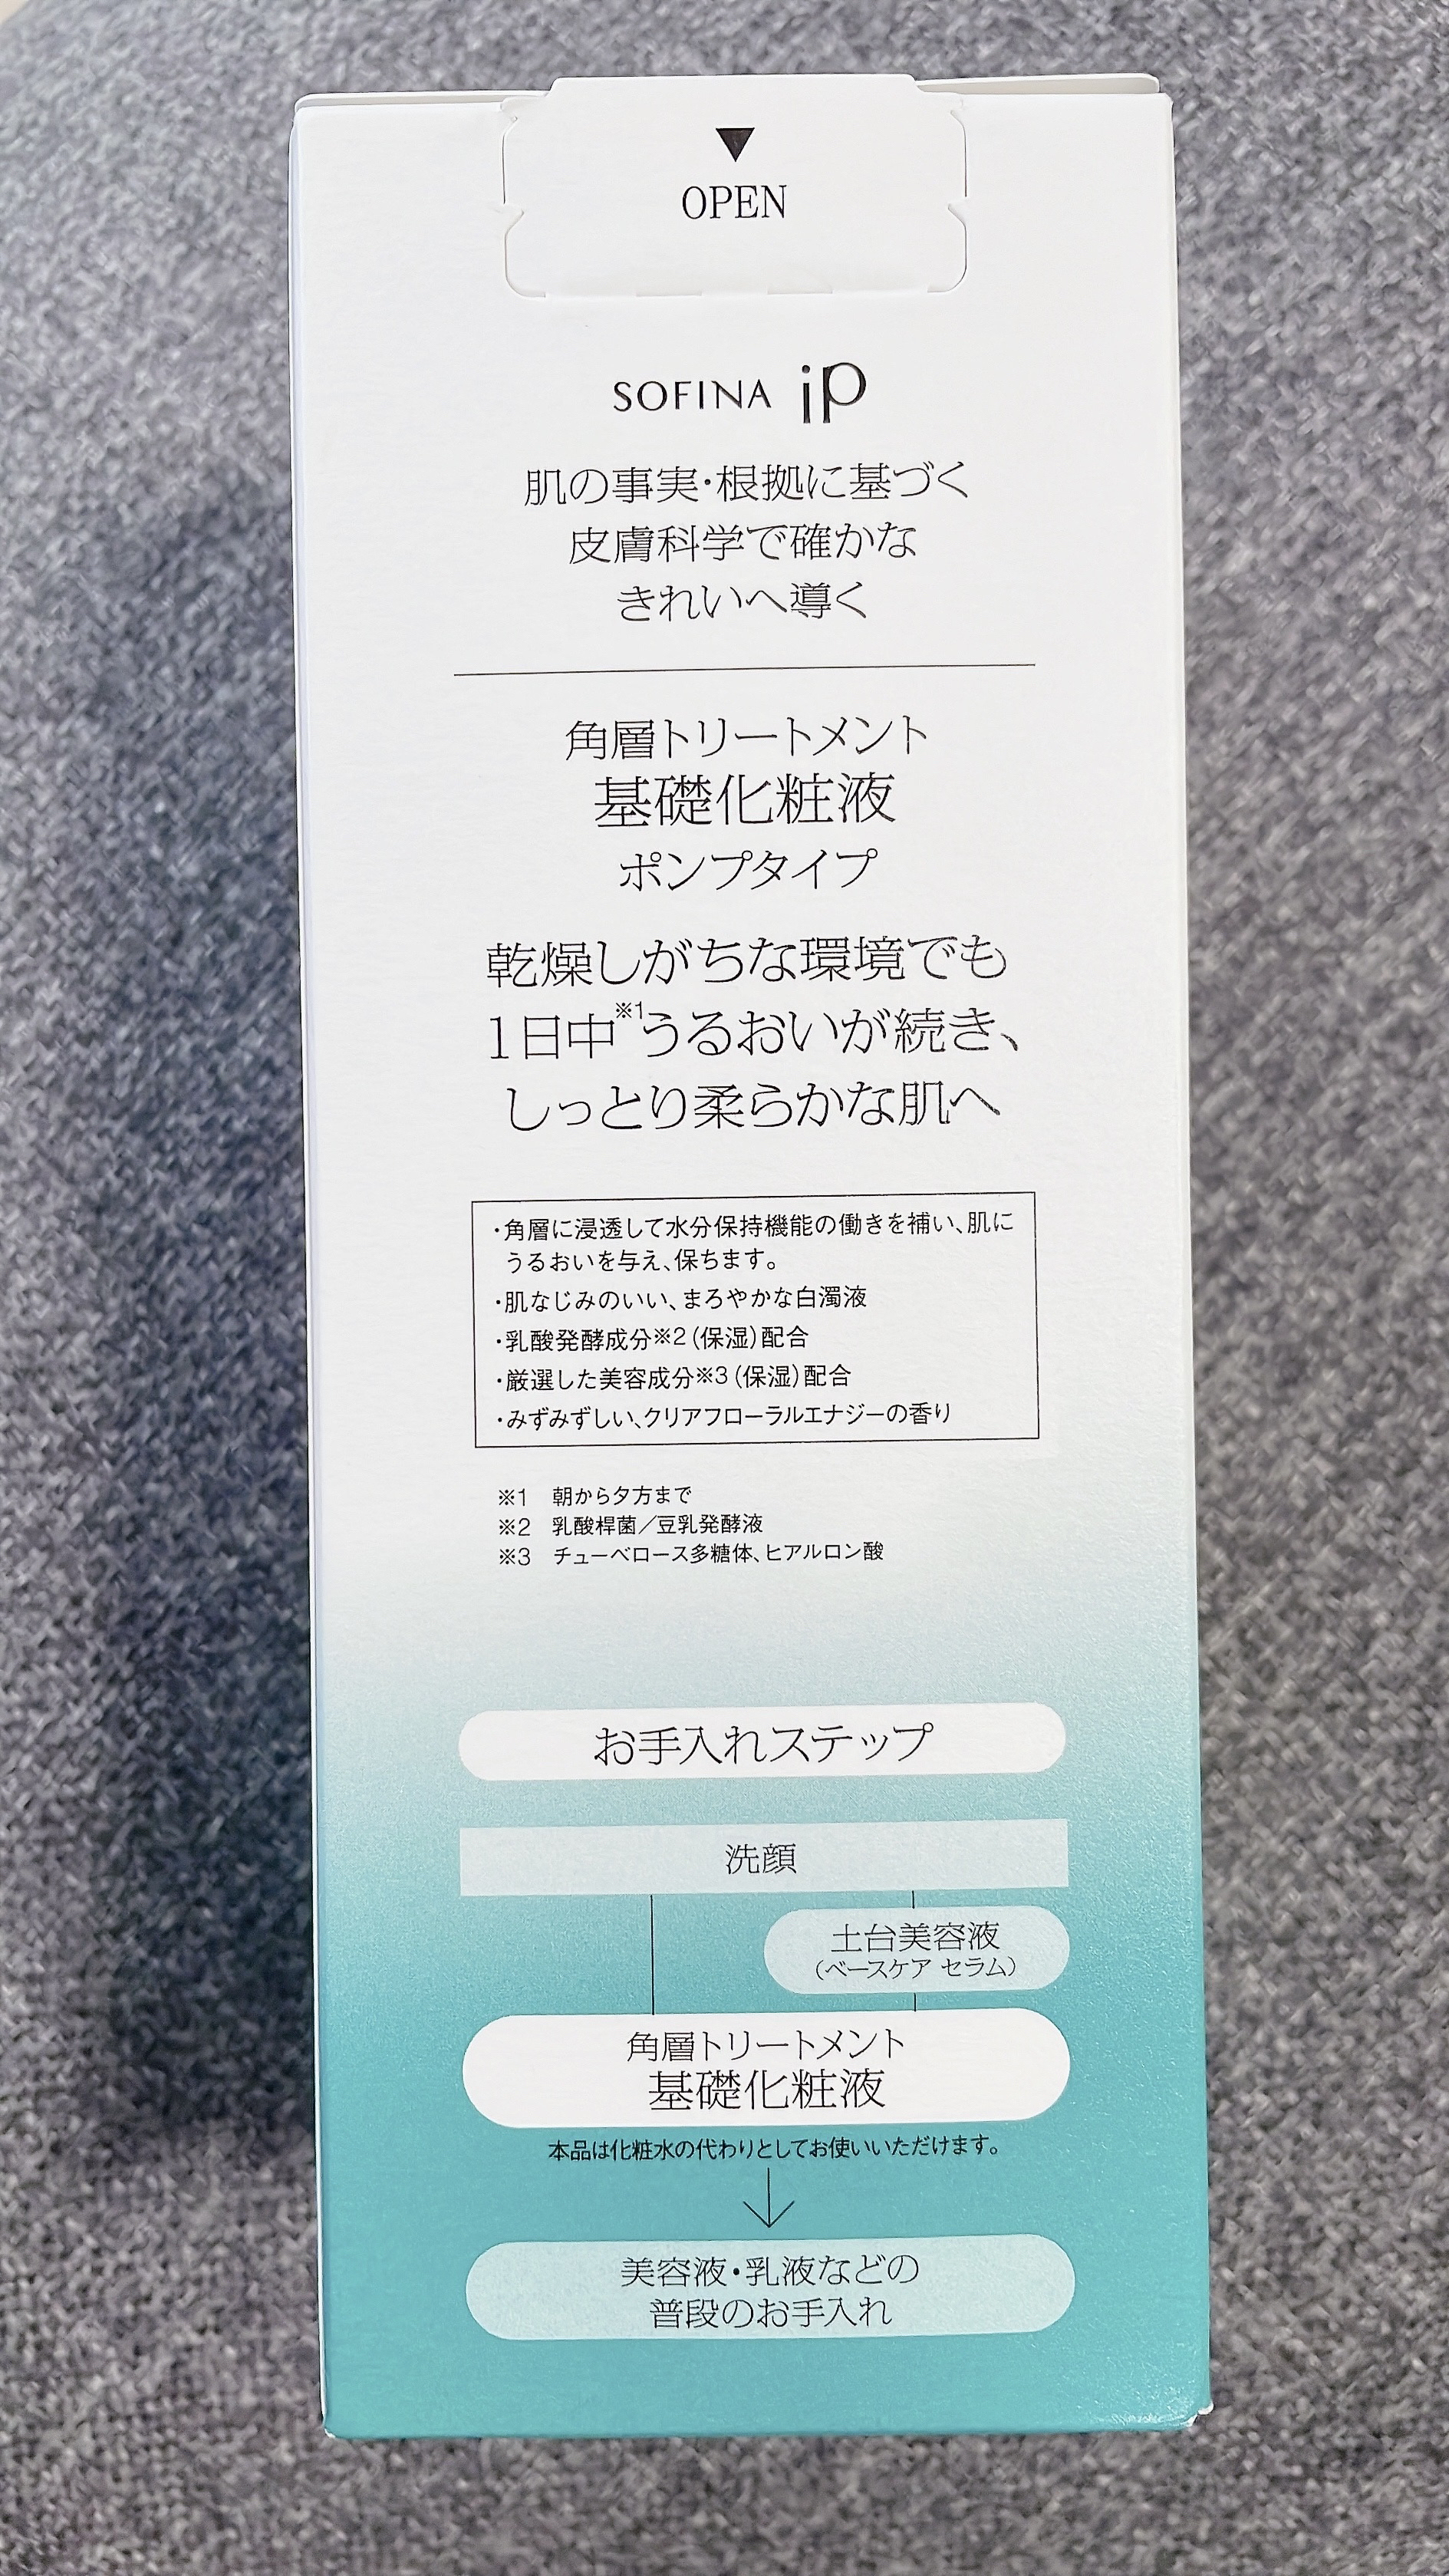 ▼
OPEN
SOFINA iP
肌の事実・根拠に基づく
皮膚科学で確かな
きれいへ導く
角層トリートメント
基礎化粧液
ポンプタイプ
乾燥しがちな環境でも
1日中※1うるおいが続き、
しっとり柔らかな肌へ
・角層に浸透して水分保持機能の働きを補い、肌に
うるおいを与え、保ちます。
・肌なじみのいい、まろやかな白濁液
・乳酸発酵成分※2(保湿)配合
・厳選した美容成分※3(保湿)配合
・みずみずしい、クリアフローラルエナジーの香り
※1 朝から夕方まで
※2 乳酸桿菌/豆乳発酵液
※3 チューベロース多糖体、ヒアルロン酸
お手入れステップ
洗顔
土台美容液
(ベースケア セラム)
角層トリートメント
基礎化粧液
本品は化粧水の代わりとしてお使いいただけます。
美容液・乳液などの
普段のお手入れ